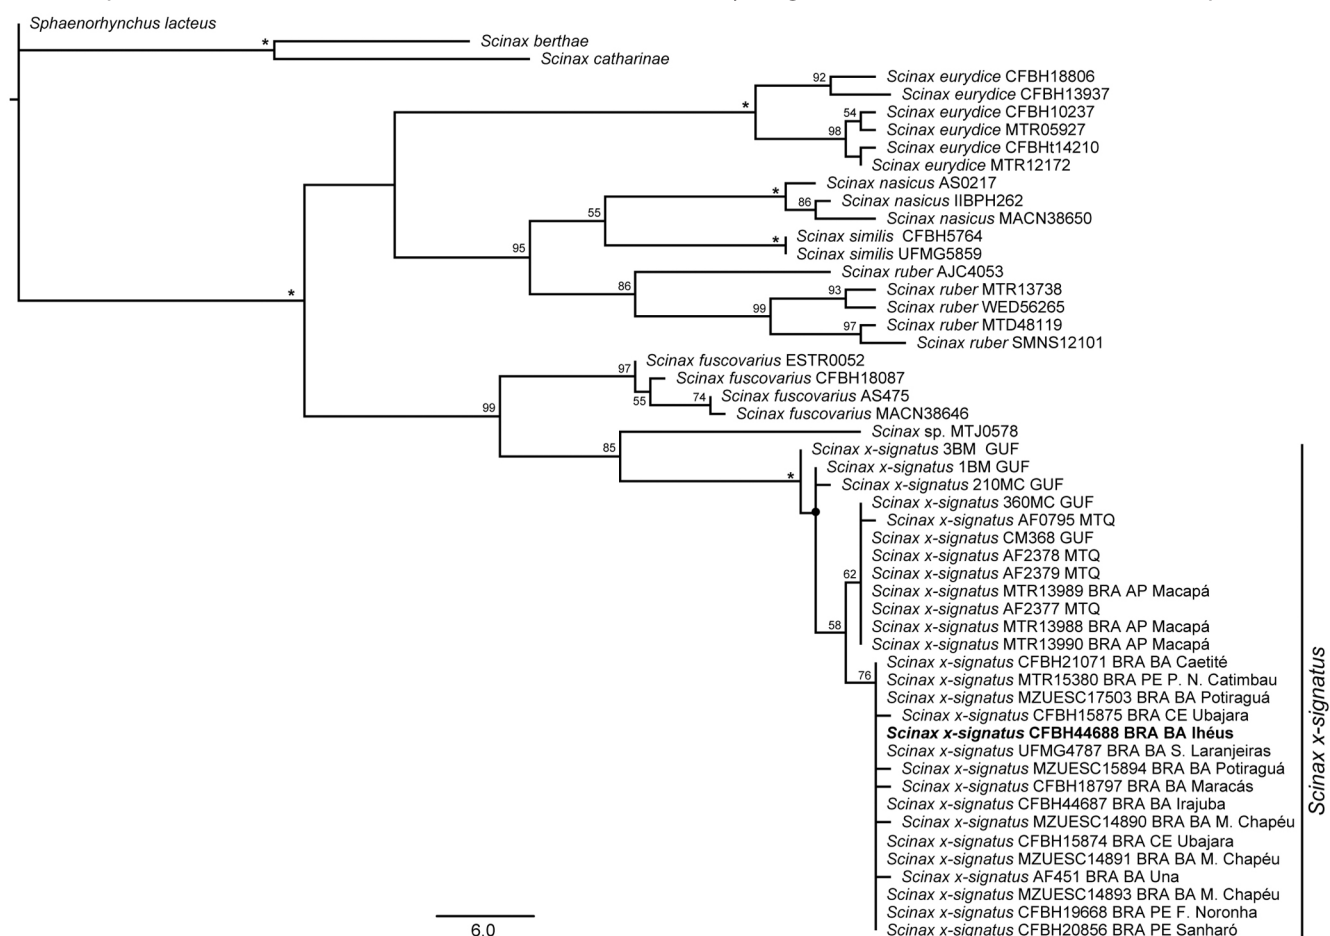 Sphaenorhynchus lacteus
* Scinax berthae
Scinax catharinae
92 Scinax eurydice CFBH18806
Scinax eurydice CFBH13937
*
54 Scinax eurydice CFBH10237
98 Scinax eurydice MTR05927
Scinax eurydice CFBHt14210
Scinax eurydice MTR12172
* Scinax nasicus AS0217
86 Scinax nasicus IIBPH262
55 Scinax nasicus MACN38650
* Scinax similis CFBH5764
95 Scinax similis UFMG5859
Scinax ruber AJC4053
* 86 93 Scinax ruber MTR13738
99 Scinax ruber WED56265
97 Scinax ruber MTD48119
Scinax ruber SMNS12101
97 Scinax fuscovarius ESTR0052
Scinax fuscovarius CFBH18087
55 74 Scinax fuscovarius AS475
99 Scinax fuscovarius MACN38646
Scinax sp. MTJ0578
85 Scinax x-signatus 3BM GUF
Scinax x-signatus 1BM GUF
* Scinax x-signatus 210MC GUF
Scinax x-signatus 360MC GUF
Scinax x-signatus AF0795 MTQ
Scinax x-signatus CM368 GUF
Scinax x-signatus AF2378 MTQ
62 Scinax x-signatus AF2379 MTQ
Scinax x-signatus MTR13989 BRA AP Macapá
Scinax x-signatus AF2377 MTQ
58 Scinax x-signatus MTR13988 BRA AP Macapá
Scinax x-signatus MTR13990 BRA AP Macapá
Scinax x-signatus CFBH21071 BRA BA Caetité
76 Scinax x-signatus MTR15380 BRA PE P. N. Catimbau
Scinax x-signatus MZUESC17503 BRA BA Potiraguá
Scinax x-signatus CFBH15875 BRA CE Ubajara
Scinax x-signatus CFBH44688 BRA BA Ihéus
Scinax x-signatus UFMG4787 BRA BA S. Laranjeiras
Scinax x-signatus MZUESC15894 BRA BA Potiraguá
Scinax x-signatus CFBH18797 BRA BA Maracás
Scinax x-signatus CFBH44687 BRA BA Irajuba
Scinax x-signatus MZUESC14890 BRA BA M. Chapéu
Scinax x-signatus CFBH15874 BRA CE Ubajara
Scinax x-signatus MZUESC14891 BRA BA M. Chapéu
Scinax x-signatus AF451 BRA BA Una
Scinax x-signatus MZUESC14893 BRA BA M. Chapéu
Scinax x-signatus CFBH19668 BRA PE F. Noronha
Scinax x-signatus CFBH20856 BRA PE Sanharó
Scinax x-signatus
6.0